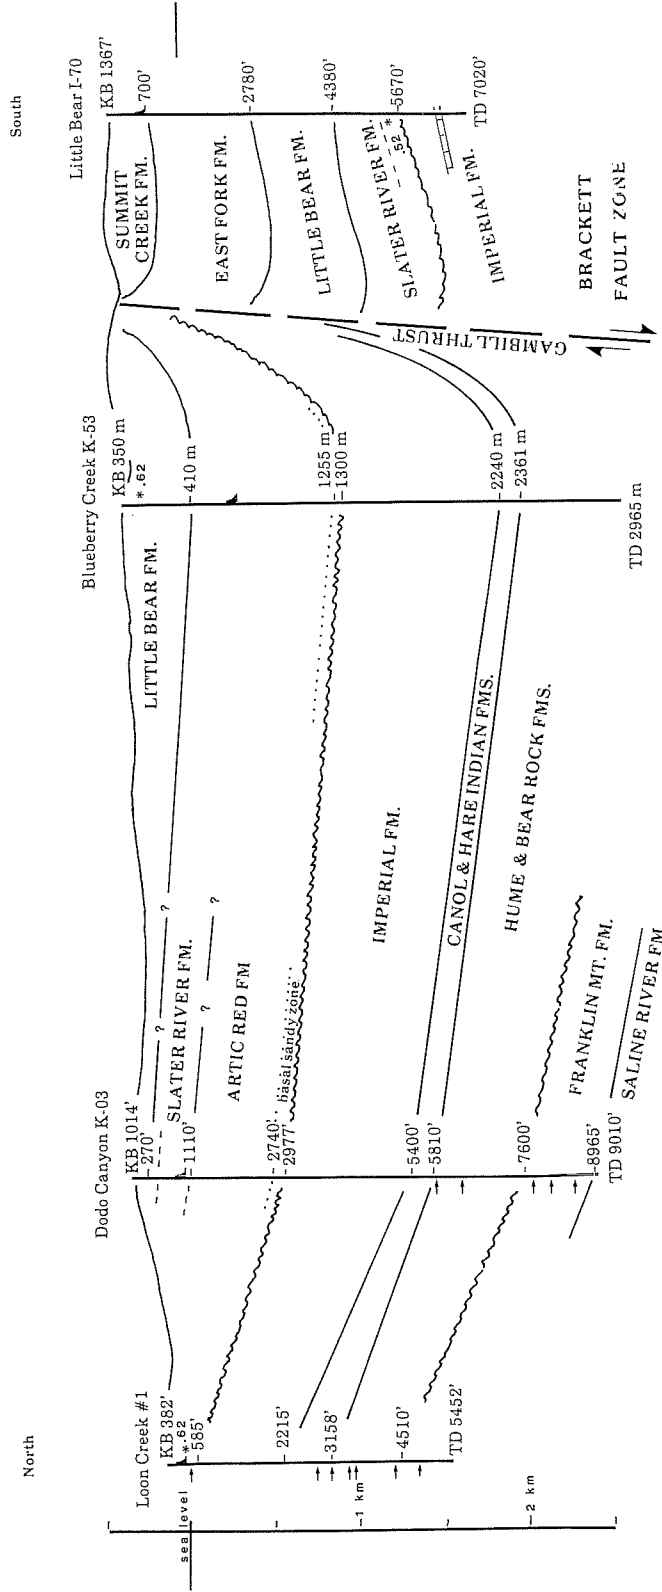 North
South
Loon Creek #1
KB 382'
*.62
585'
2215'
3158'
4510'
TD 5452'
sea level
1 km
2 km
Dodo Canyon K-03
KB 1014'
270'
1110'
2740'
2977'
5400'
5810'
7600'
8965'
TD 9010'
?
?
SLATER RIVER FM.
?
?
ARTIC RED FM
basal sandy zone
LITTLE BEAR FM.
IMPERIAL FM.
CANOL & HARE INDIAN FMS.
HUME & BEAR ROCK FMS.
FRANKLIN MT. FM.
SALINE RIVER FM
Blueberry Creek K-53
KB 350 m
*.62
410 m
1255 m
1300 m
2240 m
2361 m
TD 2965 m
GAMBILL THRUST
BRACKETT
FAULT ZONE
Little Bear I-70
KB 1367'
700'
2780'
4380'
5670'
TD 7020'
SUMMIT
CREEK FM.
EAST FORK FM.
LITTLE BEAR FM.
SLATER RIVER FM.
.52 *
IMPERIAL FM.